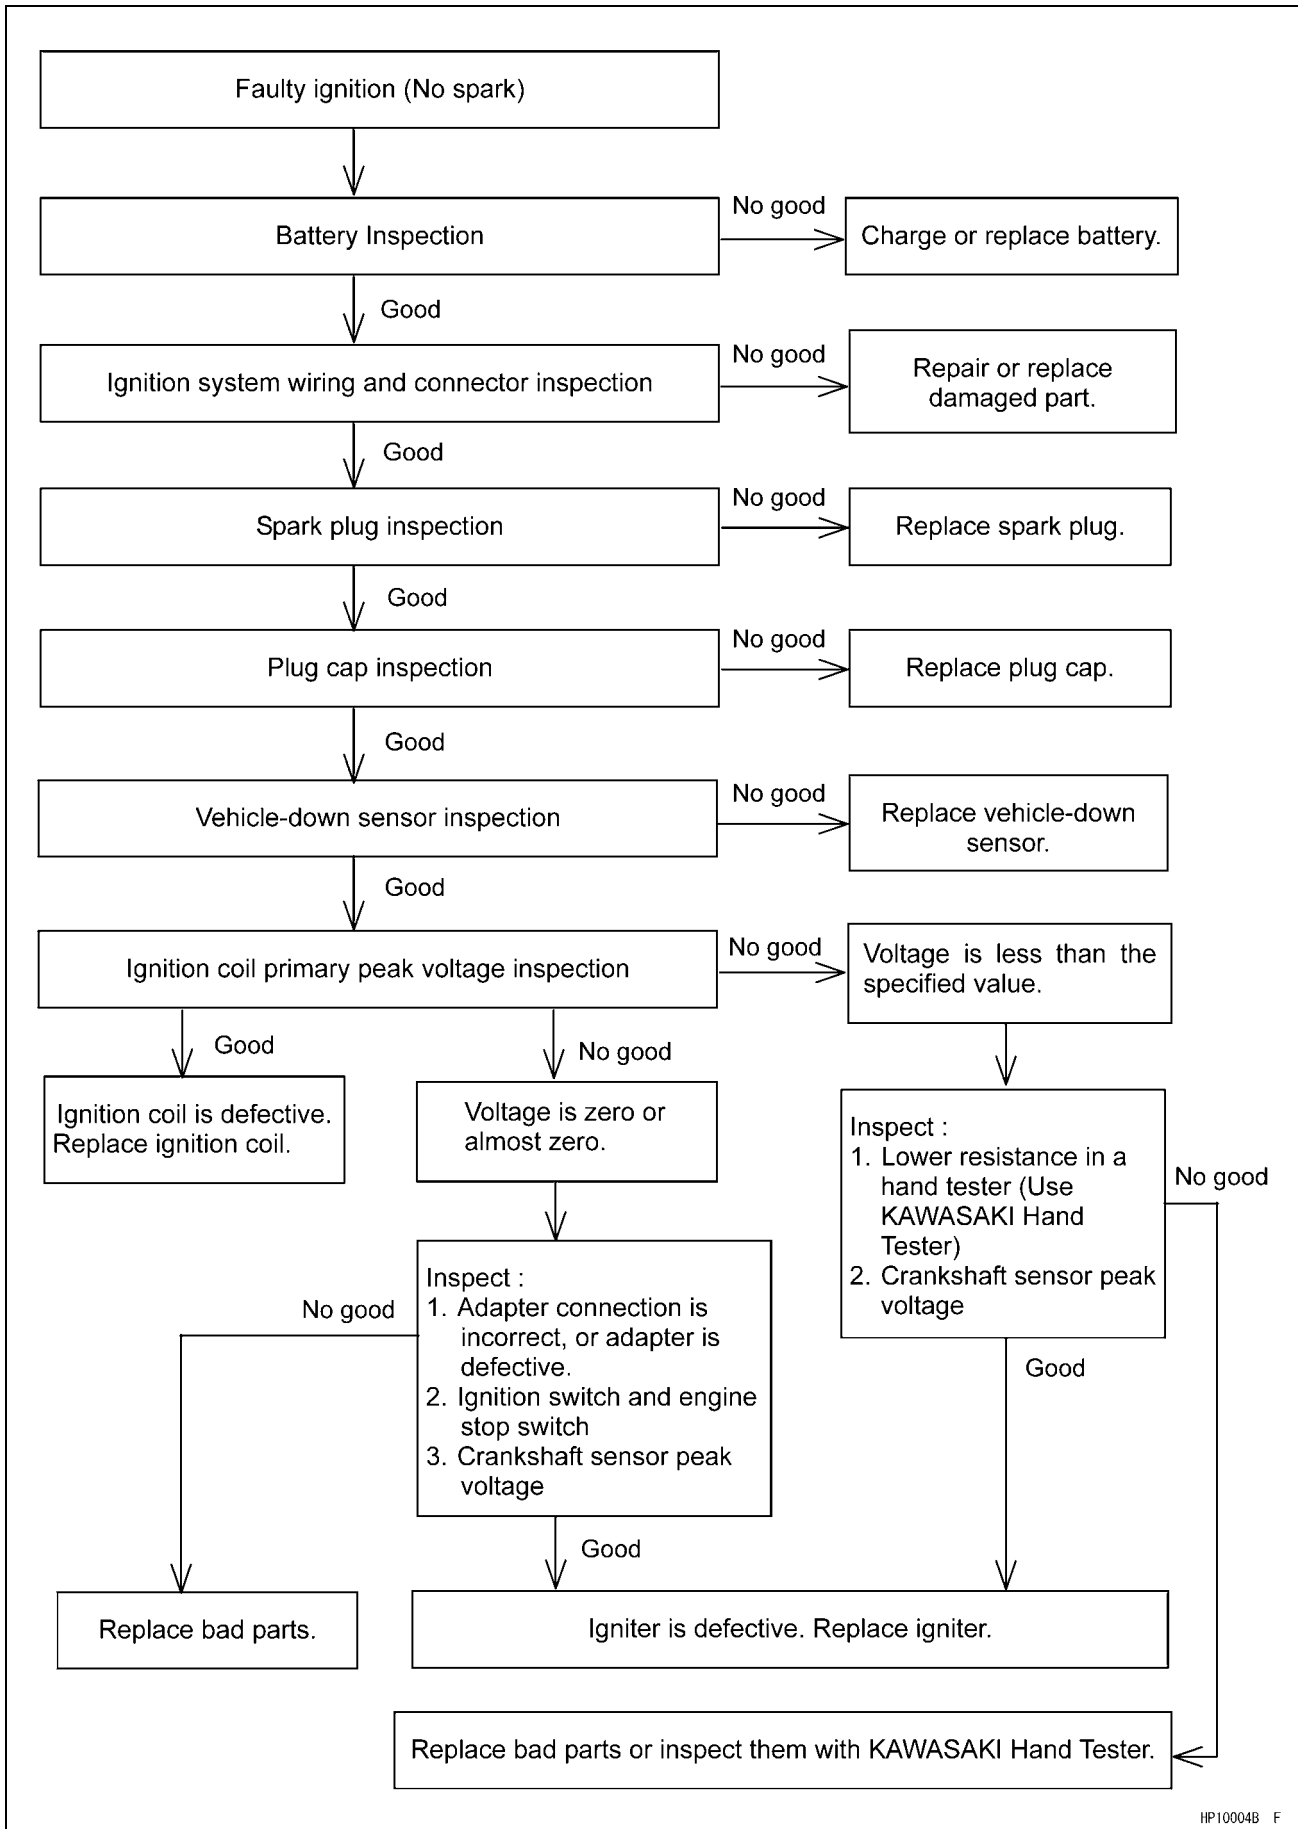 Faulty ignition (No spark)
Battery Inspection
No good
Charge or replace battery.
Good
Ignition system wiring and connector inspection
No good
Repair or replace
damaged part.
Good
Spark plug inspection
No good
Replace spark plug.
Good
Plug cap inspection
No good
Replace plug cap.
Good
Vehicle-down sensor inspection
No good
Replace vehicle-down
sensor.
Good
Ignition coil primary peak voltage inspection
No good
Voltage is less than the
specified value.
Good
Ignition coil is defective.
Replace ignition coil.
No good
Voltage is zero or
almost zero.
Inspect :
1. Lower resistance in a
hand tester (Use
KAWASAKI Hand
Tester)
2. Crankshaft sensor peak
voltage
No good
Inspect :
1. Adapter connection is
incorrect, or adapter is
defective.
2. Ignition switch and engine
stop switch
3. Crankshaft sensor peak
voltage
No good
Good
Good
Replace bad parts.
Igniter is defective. Replace igniter.
Replace bad parts or inspect them with KAWASAKI Hand Tester.
HP10004B F